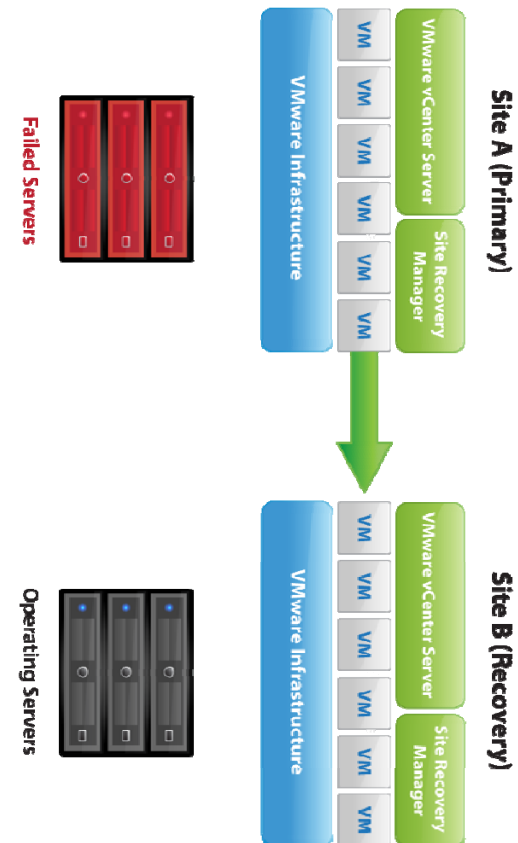 Site A (Primary)
VMware vCenter Server
Site Recovery
Manager
VM
VM
VM
VM
VM
VM
VMware Infrastructure
Failed Servers
Site B (Recovery)
VMware vCenter Server
Site Recovery
Manager
VM
VM
VM
VM
VM
VM
VMware Infrastructure
Operating Servers